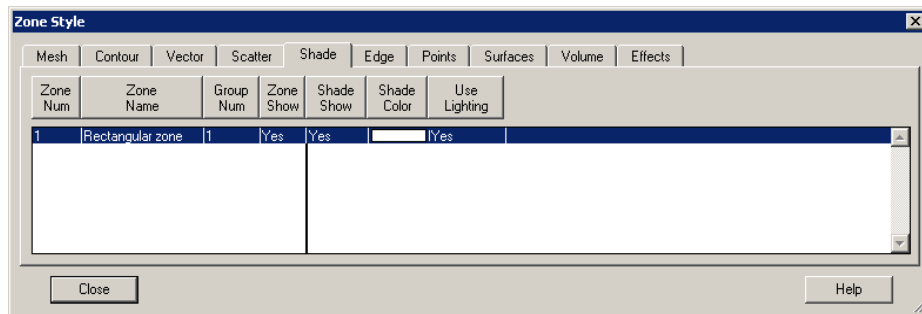 Zone Style
Mesh Contour Vector Scatter Shade Edge Points Surfaces Volume Effects
Zone Num Zone Name Group Num Zone Show Shade Show Shade Color Use Lighting
1 Rectangular zone 1 Yes Yes Yes
Close Help